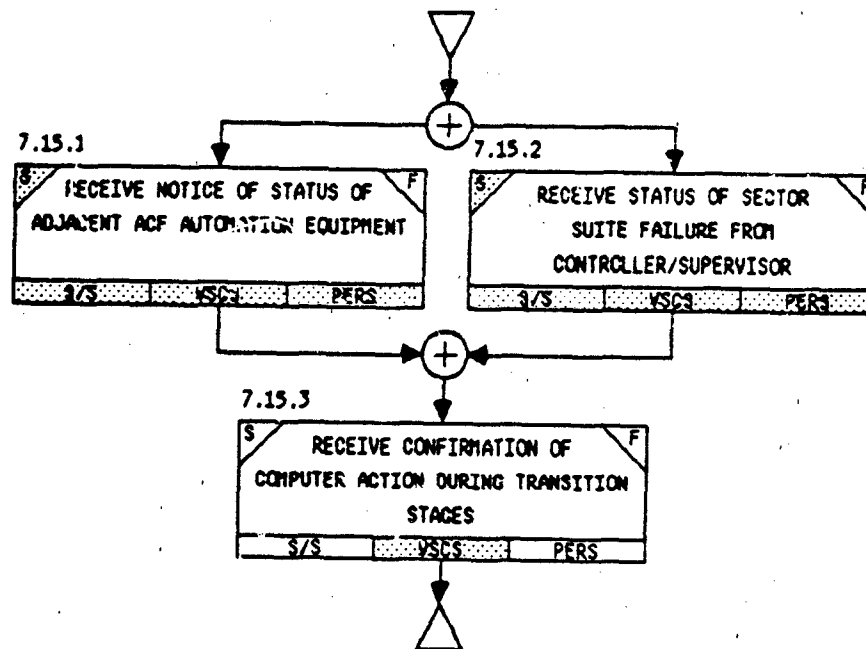 +
7.15.1
7.15.2
S
RECEIVE NOTICE OF STATUS OF
F
ADJACENT ACF AUTOMATION EQUIPMENT
S/S
VSCS
PERS
S
RECEIVE STATUS OF SECTOR
F
SUITE FAILURE FROM
CONTROLLER/SUPERVISOR
S/S
VSCS
PERS
+
7.15.3
S
RECEIVE CONFIRMATION OF
F
COMPUTER ACTION DURING TRANSITION
STAGES
S/S
VSCS
PERS